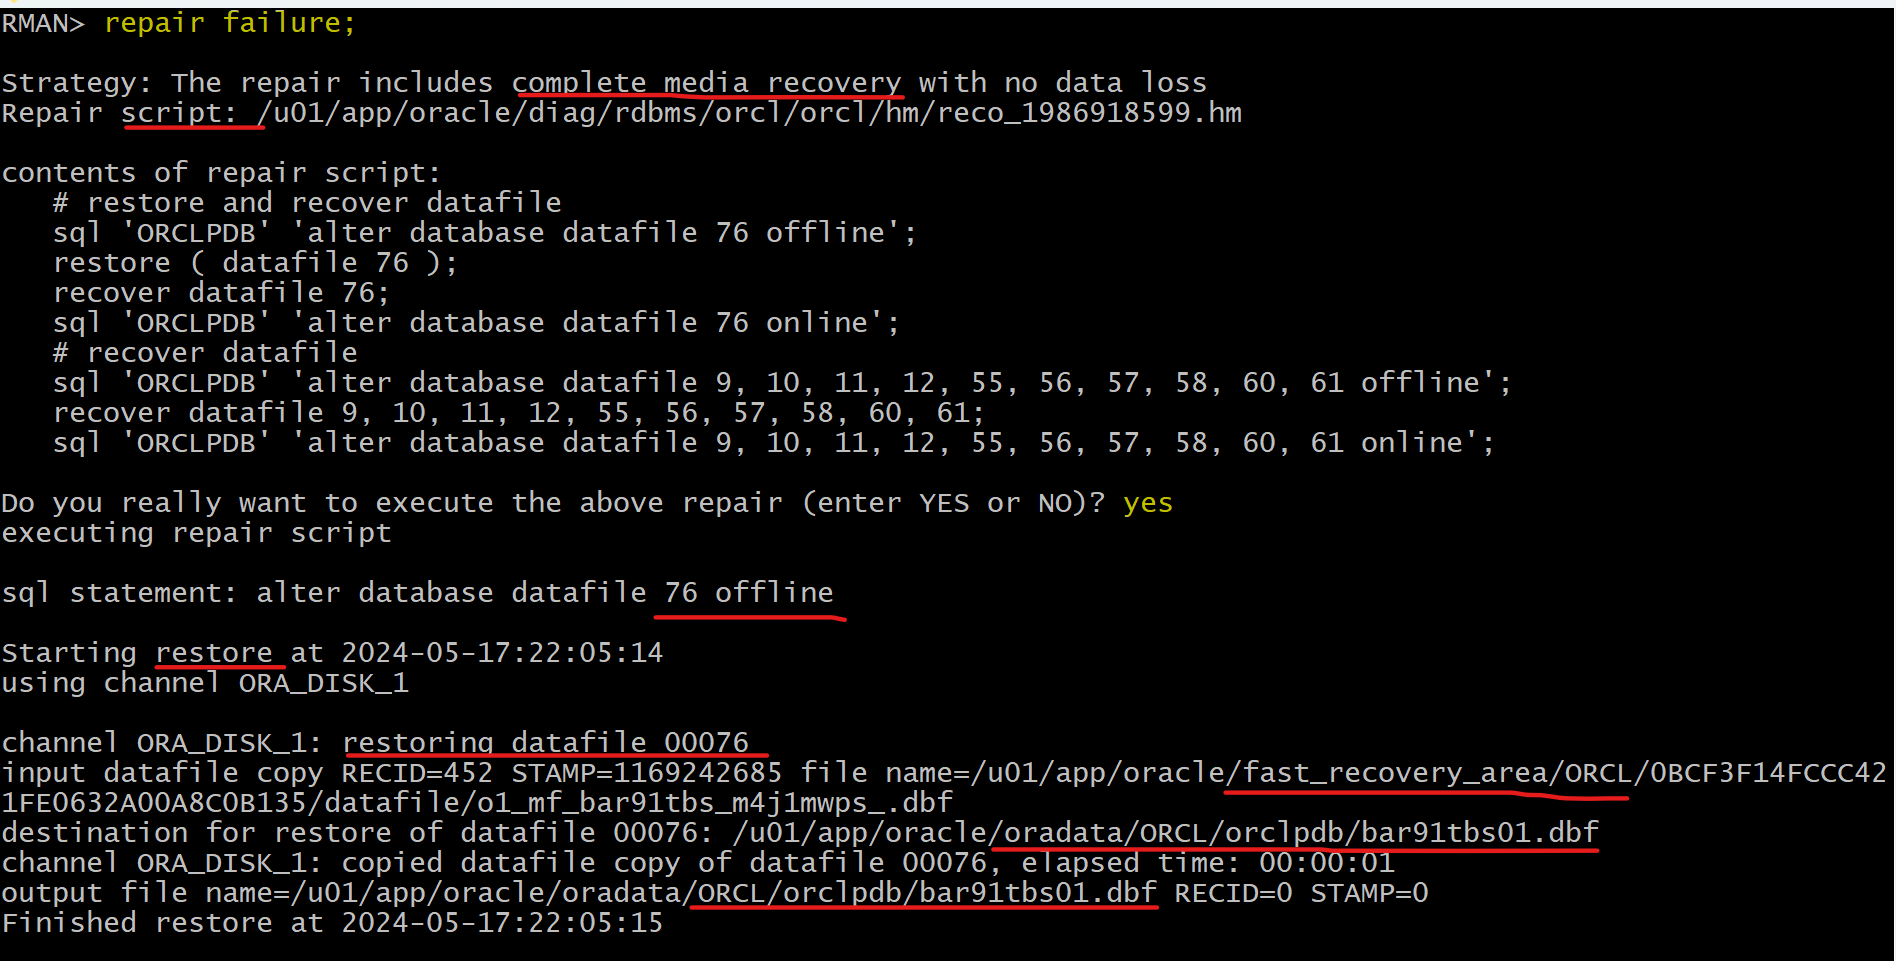 RMAN> repair failure;
Strategy: The repair includes complete media recovery with no data loss
Repair script: /u01/app/oracle/diag/rdbms/orcl/orcl/hm/reco_1986918599.hm
contents of repair script:
# restore and recover datafile
sql 'ORCLPDB' 'alter database datafile 76 offline';
restore ( datafile 76 );
recover datafile 76;
sql 'ORCLPDB' 'alter database datafile 76 online';
# recover datafile
sql 'ORCLPDB' 'alter database datafile 9, 10, 11, 12, 55, 56, 57, 58, 60, 61 offline';
recover datafile 9, 10, 11, 12, 55, 56, 57, 58, 60, 61;
sql 'ORCLPDB' 'alter database datafile 9, 10, 11, 12, 55, 56, 57, 58, 60, 61 online';
Do you really want to execute the above repair (enter YES or NO)? yes
executing repair script
sql statement: alter database datafile 76 offline
Starting restore at 2024-05-17:22:05:14
using channel ORA_DISK_1
channel ORA_DISK_1: restoring datafile 00076
input datafile copy RECID=452 STAMP=1169242685 file name=/u01/app/oracle/fast_recovery_area/ORCL/0BCF3F14FCCC42
1FE0632A00A8C0B135/datafile/o1_mf_bar91tbs_m4j1mwps_.dbf
destination for restore of datafile 00076: /u01/app/oracle/oradata/ORCL/orclpdb/bar91tbs01.dbf
channel ORA_DISK_1: copied datafile copy of datafile 00076, elapsed time: 00:00:01
output file name=/u01/app/oracle/oradata/ORCL/orclpdb/bar91tbs01.dbf RECID=0 STAMP=0
Finished restore at 2024-05-17:22:05:15